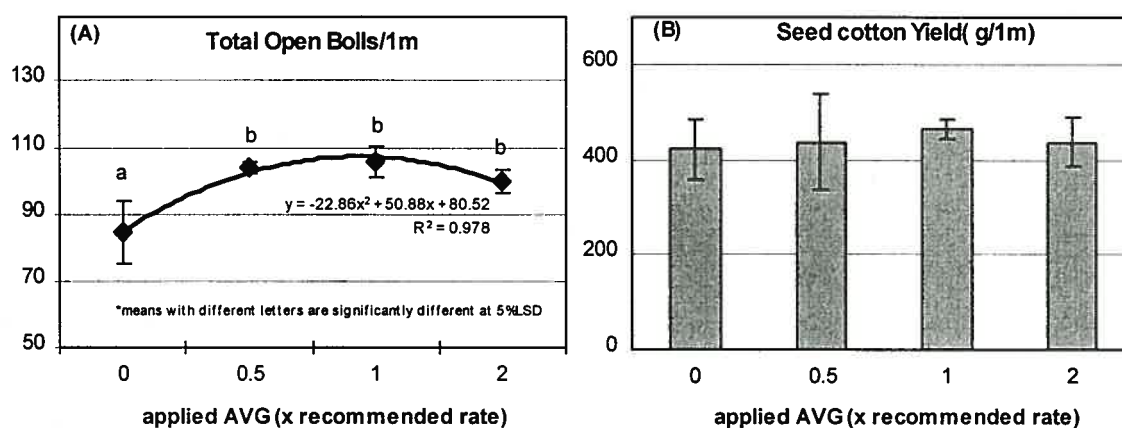 (A) Total Open Bolls/1m
130
110
90
70
50
a
b
b
b
y = -22.86x² + 50.88x + 80.52
R² = 0.978
*means with different letters are significantly different at 5%LSD
0 0.5 1 2
applied AVG (x recommended rate)
(B) Seed cotton Yield( g/1m)
600
400
200
0
0 0.5 1 2
applied AVG (x recommended rate)